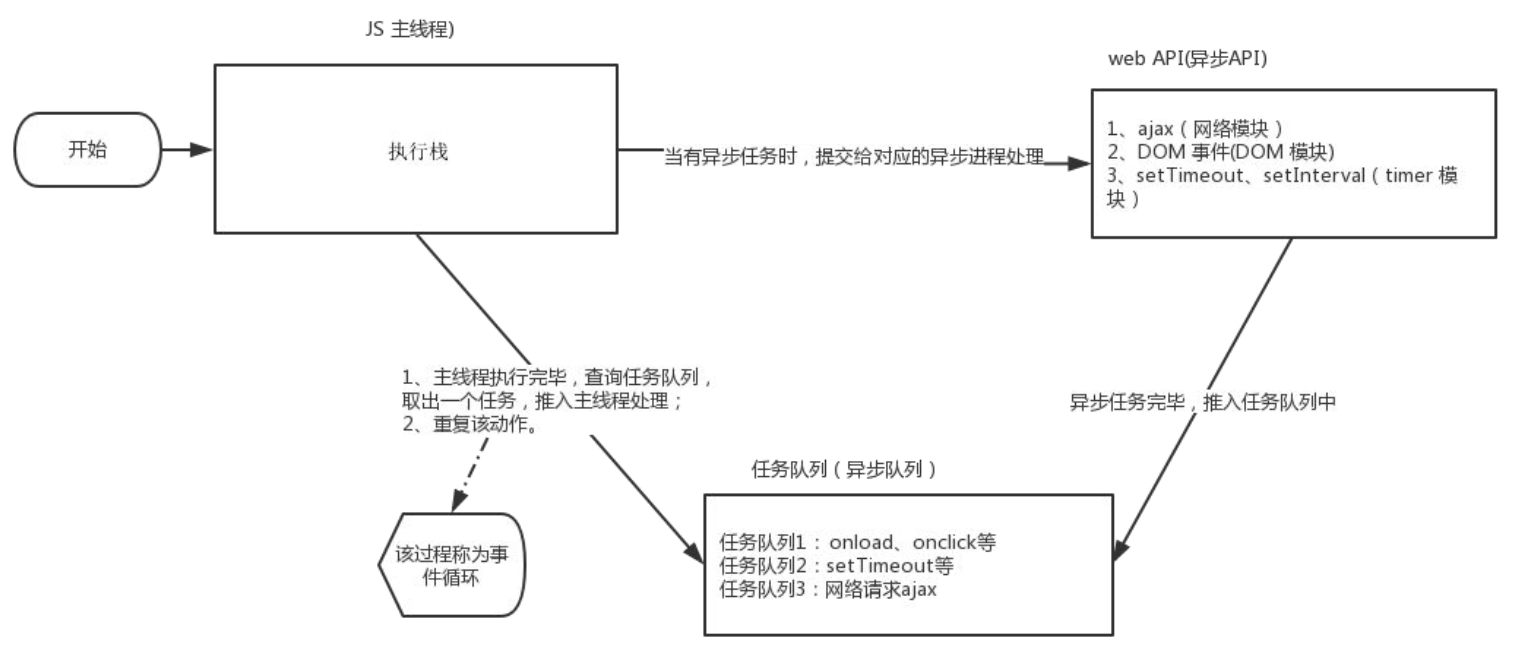 JS 主线程)
web API(异步API)
开始
执行栈
当有异步任务时，提交给对应的异步进程处理
1、ajax（网络模块）
2、DOM 事件(DOM 模块)
3、setTimeout、setInterval（timer 模
块）
1、主线程执行完毕，查询任务队列，
取出一个任务，推入主线程处理；
2、重复该动作。
异步任务完毕，推入任务队列中
任务队列（异步队列）
该过程称为事
件循环
任务队列1： onload、onclick等
任务队列2：setTimeout等
任务队列3：网络请求ajax